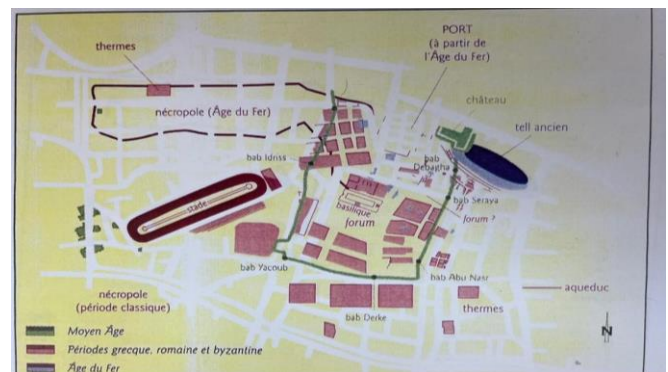 PORT
(à partir de
l'Âge du Fer)
thermes
château
nécropole (Âge du Fer)
tell ancien
bab Idriss
bab
Debagha
bab Seraya
stade
basilique
forum
forum ?
bab Yacoub
bab Abu Nasr
aqueduc
nécropole
(période classique)
thermes
bab Derke
N
Moyen Âge
Périodes grecque, romaine et byzantine
Âge du Fer